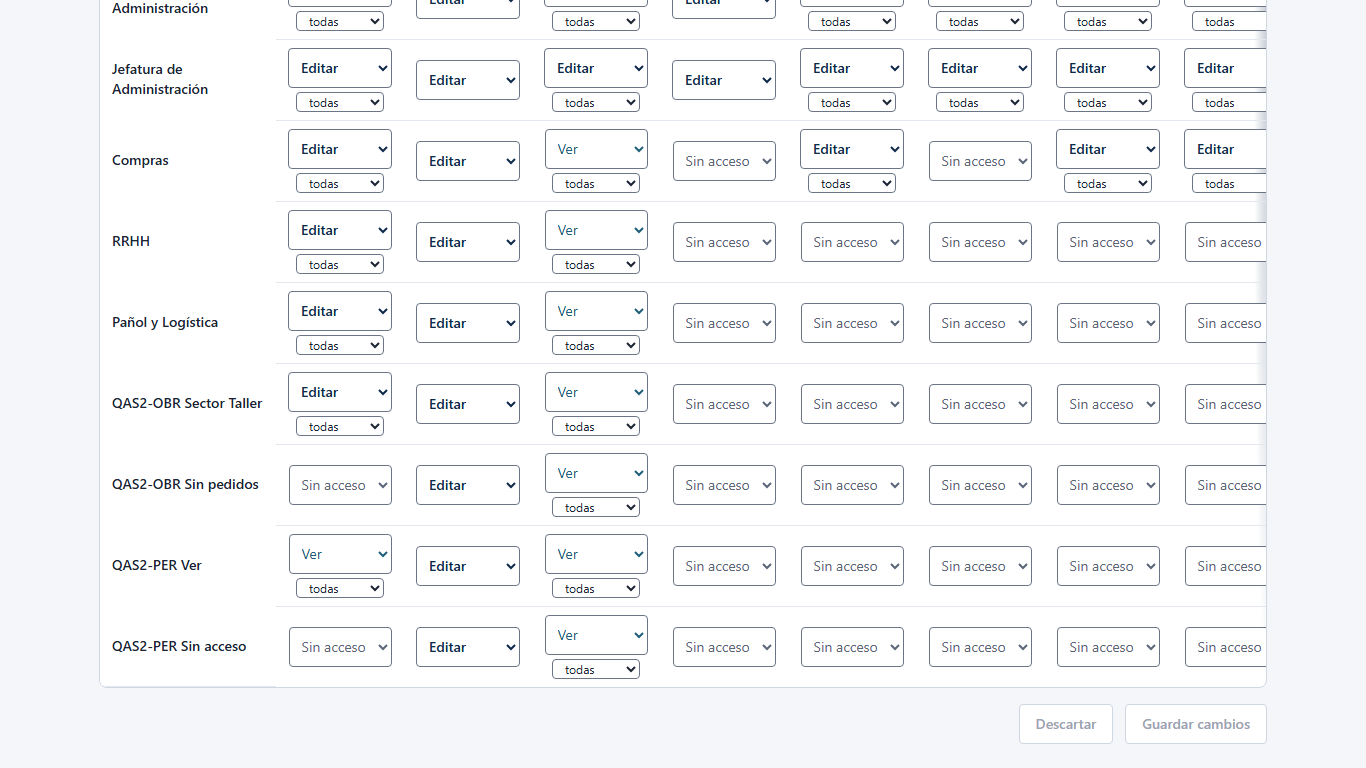 Administración Editar Editar
todas todas todas todas todas todas
Jefatura de Administración Editar Editar Editar Editar Editar Editar Editar Editar
todas todas todas todas todas todas
Compras Editar Editar Ver Sin acceso Editar Sin acceso Editar Editar
todas todas todas todas todas
RRHH Editar Editar Ver Sin acceso Sin acceso Sin acceso Sin acceso Sin acceso
todas todas
Pañol y Logística Editar Editar Ver Sin acceso Sin acceso Sin acceso Sin acceso Sin acceso
todas todas
QAS2-OBR Sector Taller Editar Editar Ver Sin acceso Sin acceso Sin acceso Sin acceso Sin acceso
todas todas
QAS2-OBR Sin pedidos Sin acceso Editar Ver Sin acceso Sin acceso Sin acceso Sin acceso Sin acceso
todas
QAS2-PER Ver Ver Editar Ver Sin acceso Sin acceso Sin acceso Sin acceso Sin acceso
todas todas
QAS2-PER Sin acceso Sin acceso Editar Ver Sin acceso Sin acceso Sin acceso Sin acceso Sin acceso
todas
Descartar Guardar cambios